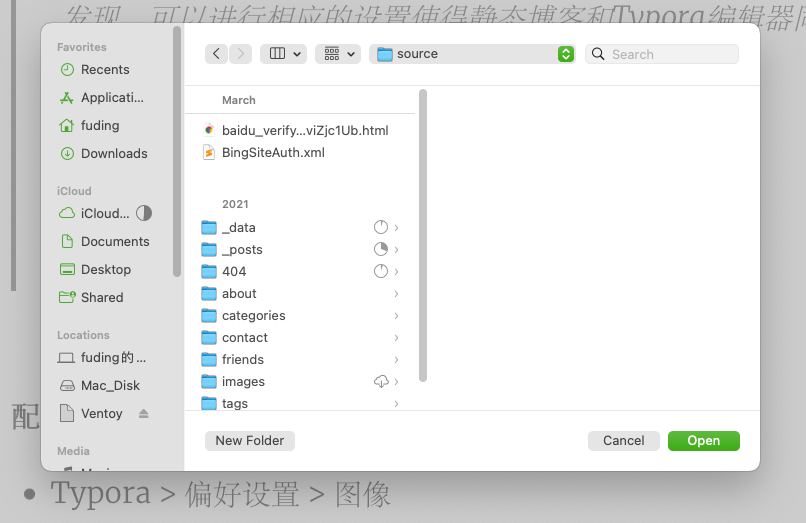 发现，可以进行相应的设置使得静态博客和Typora编辑器
source
Search
Favorites
Recents
Applicati...
fuding
Downloads
iCloud
iCloud...
Documents
Desktop
Shared
Locations
fuding的 ...
Mac_Disk
Ventoy
Media
March
baidu_verify...viZjc1Ub.html
BingSiteAuth.xml
2021
_data
_posts
404
about
categories
contact
friends
images
tags
New Folder
Cancel
Open
配
Typora > 偏好设置 > 图像